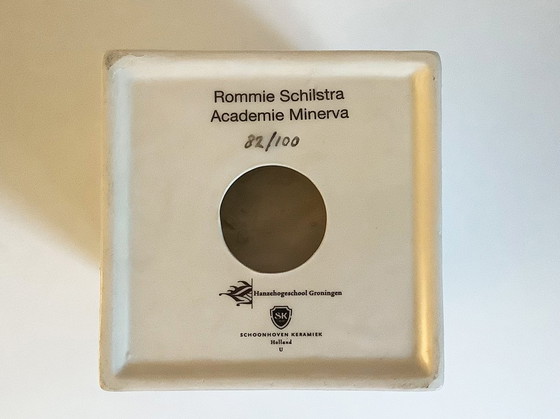 Rommie Schilstra
Academie Minerva
82/100
Hanzehogeschool Groningen
SK
SCHOONHOVEN KERAMIEK
Holland
U